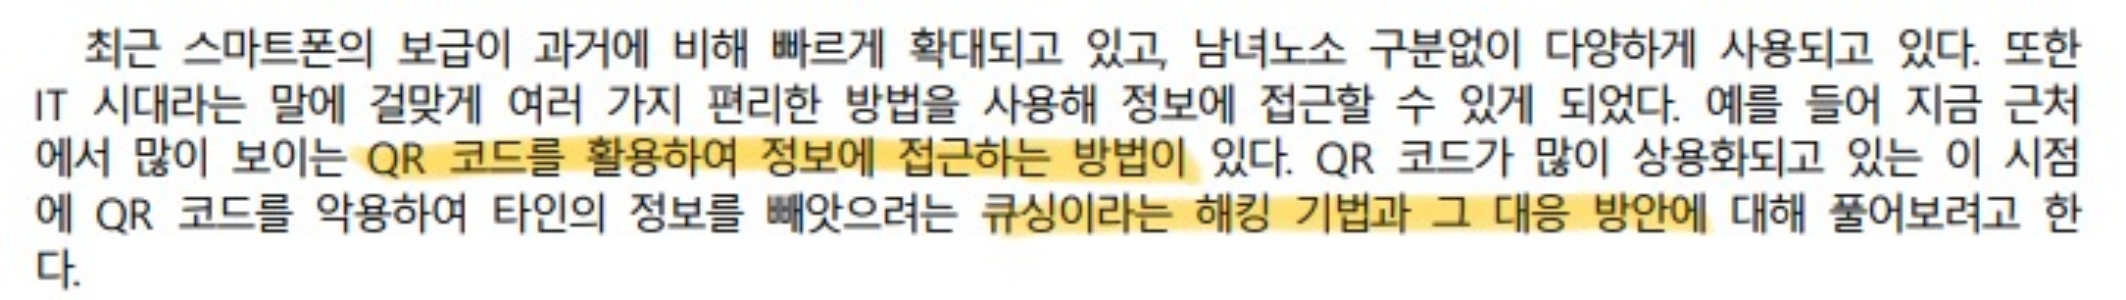 최근 스마트폰의 보급이 과거에 비해 빠르게 확대되고 있고, 남녀노소 구분없이 다양하게 사용되고 있다. 또한
IT 시대라는 말에 걸맞게 여러 가지 편리한 방법을 사용해 정보에 접근할 수 있게 되었다. 예를 들어 지금 근처
에서 많이 보이는 QR 코드를 활용하여 정보에 접근하는 방법이 있다. QR 코드가 많이 상용화되고 있는 이 시점
에 QR 코드를 악용하여 타인의 정보를 빼앗으려는 큐싱이라는 해킹 기법과 그 대응 방안에 대해 풀어보려고 한
다.